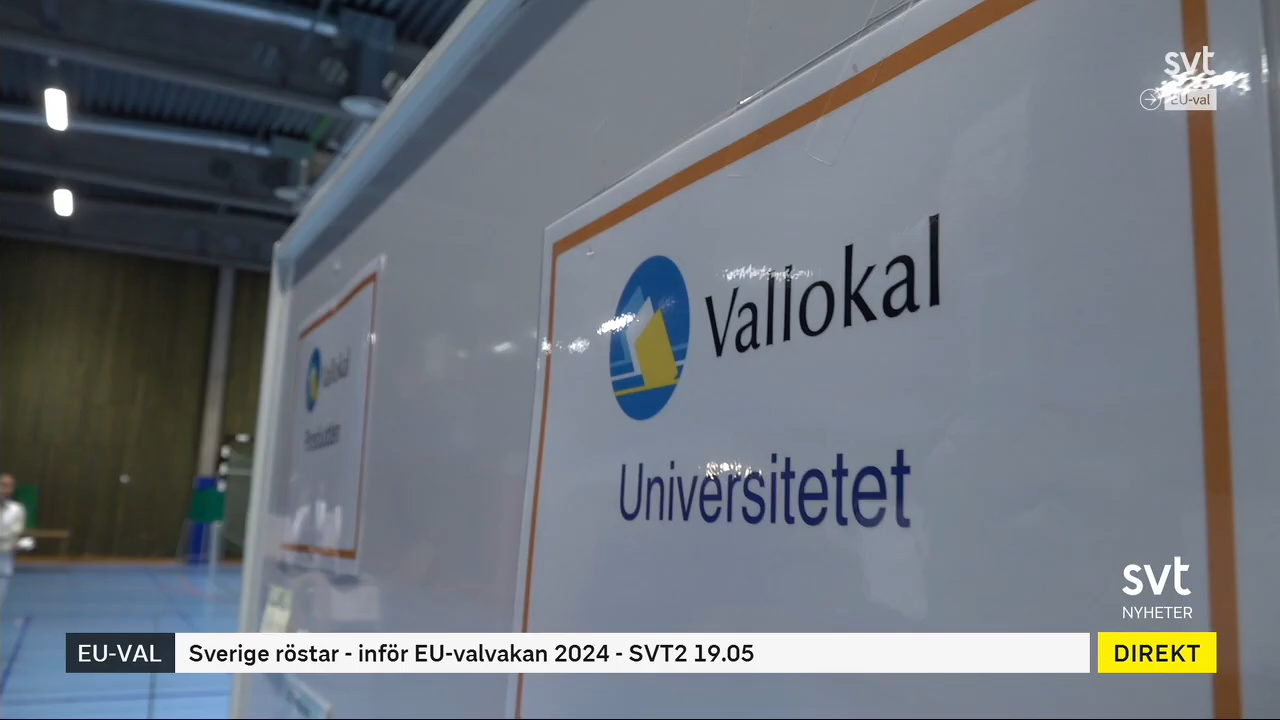 svt
EU-val
Vallokal
Universitetet
Vallokal
svt
NYHETER
EU-VAL
Sverige röstar - inför EU-valvakan 2024 - SVT2 19.05
DIREKT